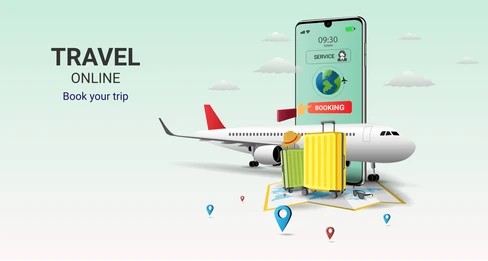 TRAVEL
ONLINE
Book your trip
09:30
SERVICE
BOOKING